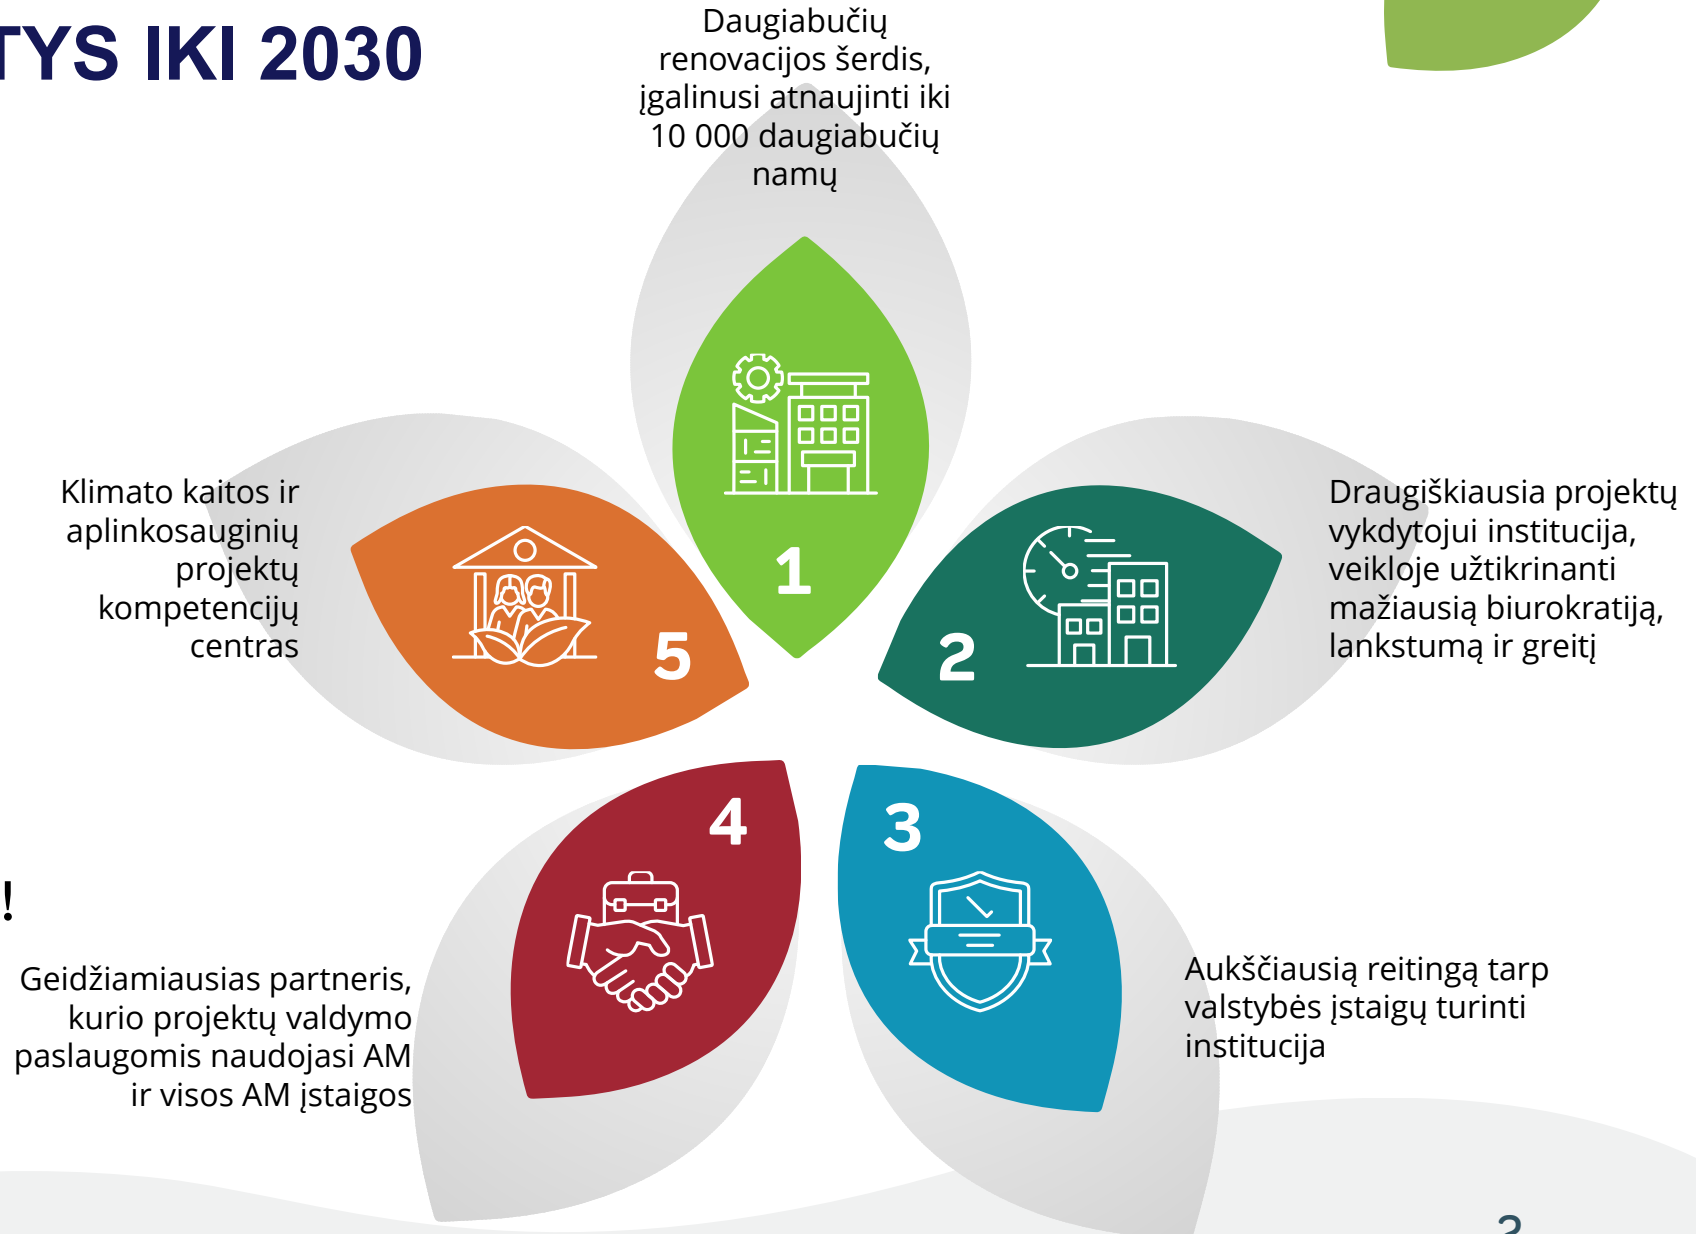 TYS IKI 2030
Daugiabučių
renovacijos šerdis,
įgalinusi atnaujinti iki
10 000 daugiabučių
namų
1
Draugiškiausia projektų
vykdytojui institucija,
veikloje užtikrinanti
mažiausią biurokratiją,
lankstumą ir greitį
2
Aukščiausią reitingą tarp
valstybės įstaigų turinti
institucija
3
!
Geidžiamiausias partneris,
kurio projektų valdymo
paslaugomis naudojasi AM
ir visos AM įstaigos
4
Klimato kaitos ir
aplinkosauginių
projektų
kompetencijų
centras
5